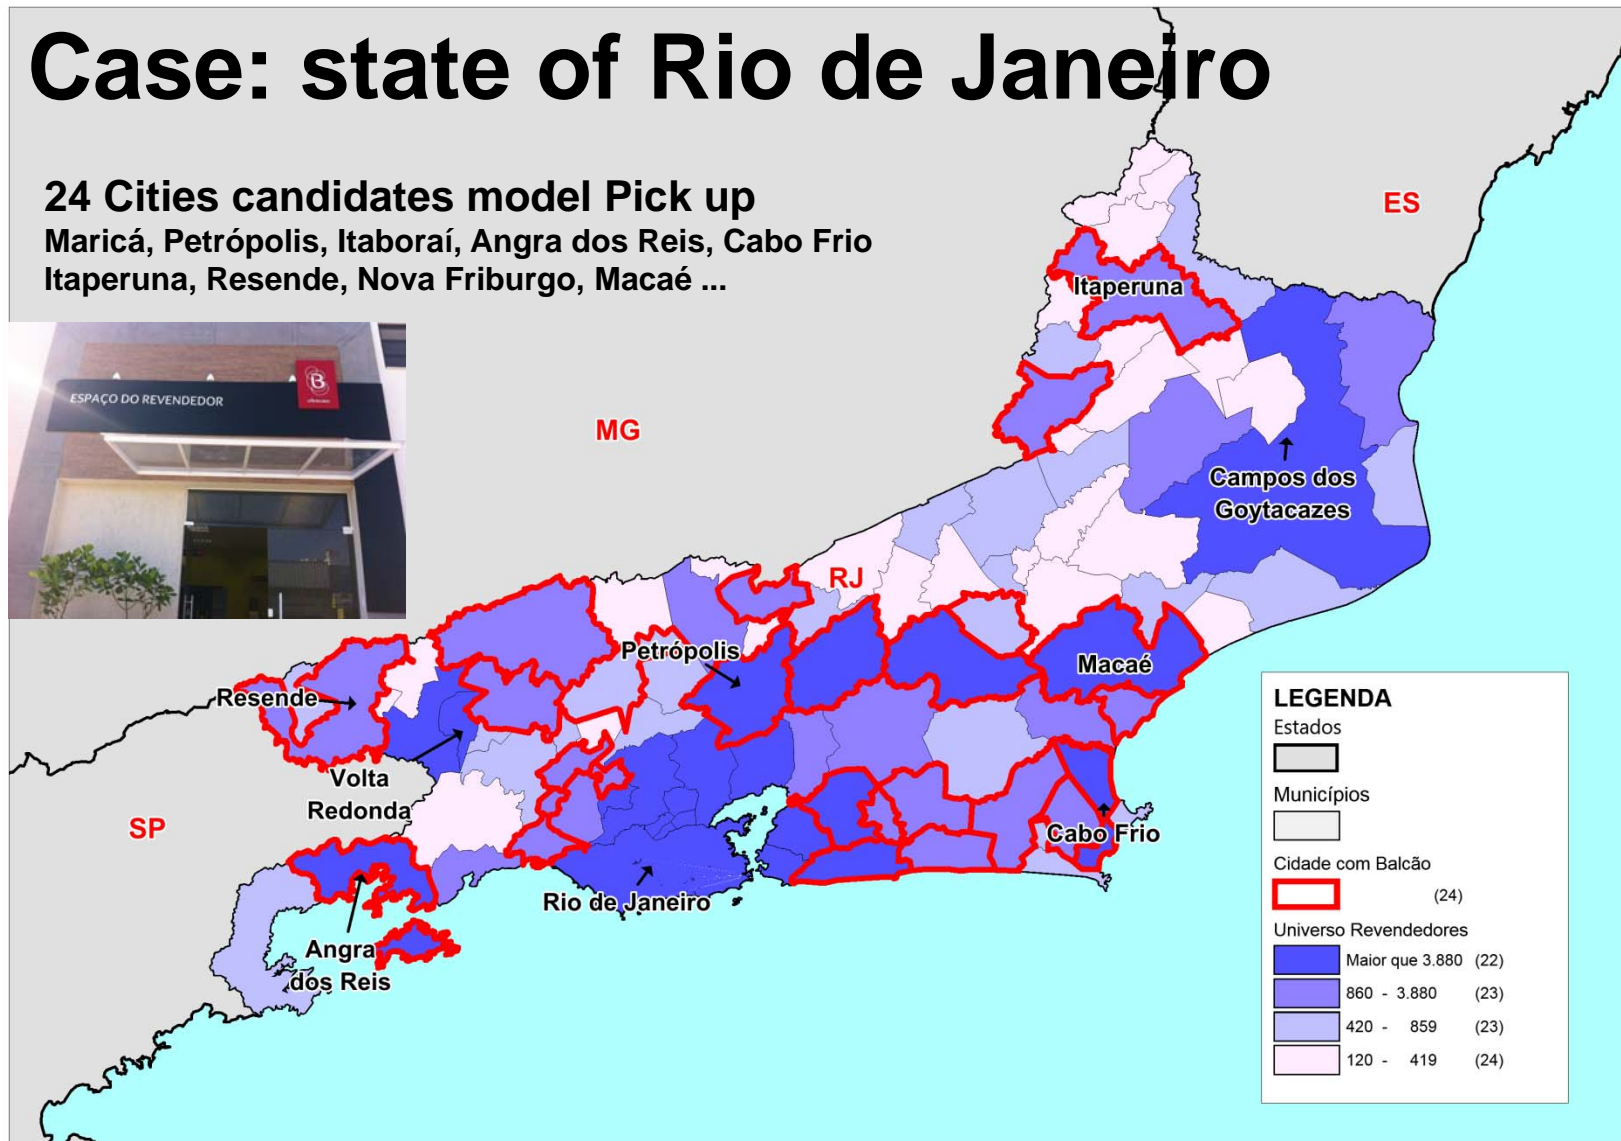 Case: state of Rio de Janeiro
24 Cities candidates model Pick up
Maricá, Petrópolis, Itaboraí, Angra dos Reis, Cabo Frio
Itaperuna, Resende, Nova Friburgo, Macaé ...
ESPAÇO DO REVENDEDOR
B
ES
Itaperuna
MG
Campos dos
Goytacazes
RJ
Petrópolis
Macaé
Resende
Volta
Redonda
SP
Cabo Frio
Rio de Janeiro
Angra
dos Reis
LEGENDA
Estados
Municípios
Cidade com Balcão
(24)
Universo Revendedores
Maior que 3.880 (22)
860 - 3.880 (23)
420 - 859 (23)
120 - 419 (24)